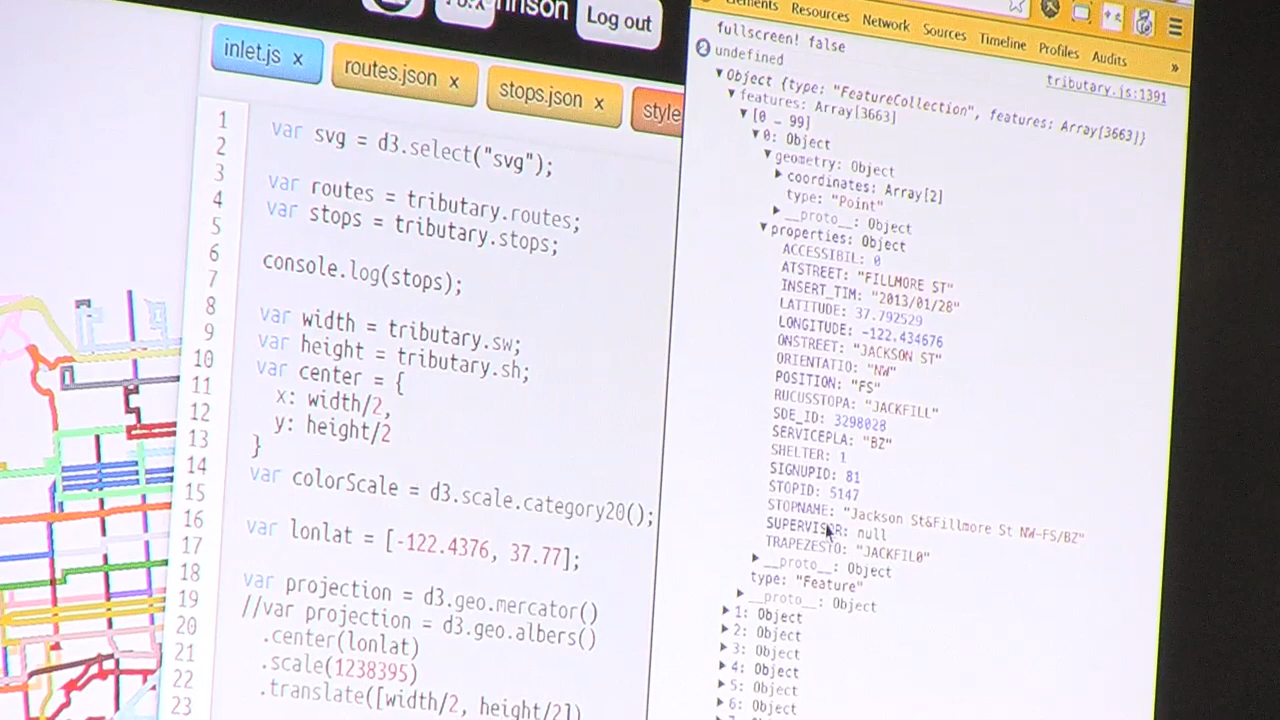 Log out
inlet.js x
routes.json x
stops.json x
style
1 var svg = d3.select("svg");
2
3 var routes = tributary.routes;
4 var stops = tributary.stops;
5
6 console.log(stops);
7
8 var width = tributary.sw;
9 var height = tributary.sh;
10 var center = {
11 x: width/2,
12 y: height/2
13 }
14 var colorScale = d3.scale.category20();
15
16 var lonlat = [-122.4376, 37.77];
17
18 var projection = d3.geo.mercator()
19 //var projection = d3.geo.albers()
20 .center(lonlat)
21 .scale(1238395)
22 .translate([width/2, height/2])
23
Elements Resources Network Sources Timeline Profiles Audits »
fullscreen! false
2 undefined
tributary.js:1391
▼Object {type: "FeatureCollection", features: Array[3663]}
▼features: Array[3663]
▼[0 … 99]
▼0: Object
▼geometry: Object
▶coordinates: Array[2]
type: "Point"
▶__proto__: Object
▼properties: Object
ACCESSIBIL: 0
ATSTREET: "FILLMORE ST"
INSERT_TIM: "2013/01/28"
LATITUDE: 37.792529
LONGITUDE: -122.434676
ONSTREET: "JACKSON ST"
ORIENTATIO: "NW"
POSITION: "FS"
RUCUSSTOPA: "JACKFILL"
SDE_ID: 3298028
SERVICEPLA: "BZ"
SHELTER: 1
SIGNUPID: 81
STOPID: 5147
STOPNAME: "Jackson St&Fillmore St NW-FS/BZ"
SUPERVISOR: null
TRAPEZESTO: "JACKFIL0"
▶__proto__: Object
type: "Feature"
▶__proto__: Object
▶1: Object
▶2: Object
▶3: Object
▶4: Object
▶5: Object
▶6: Object